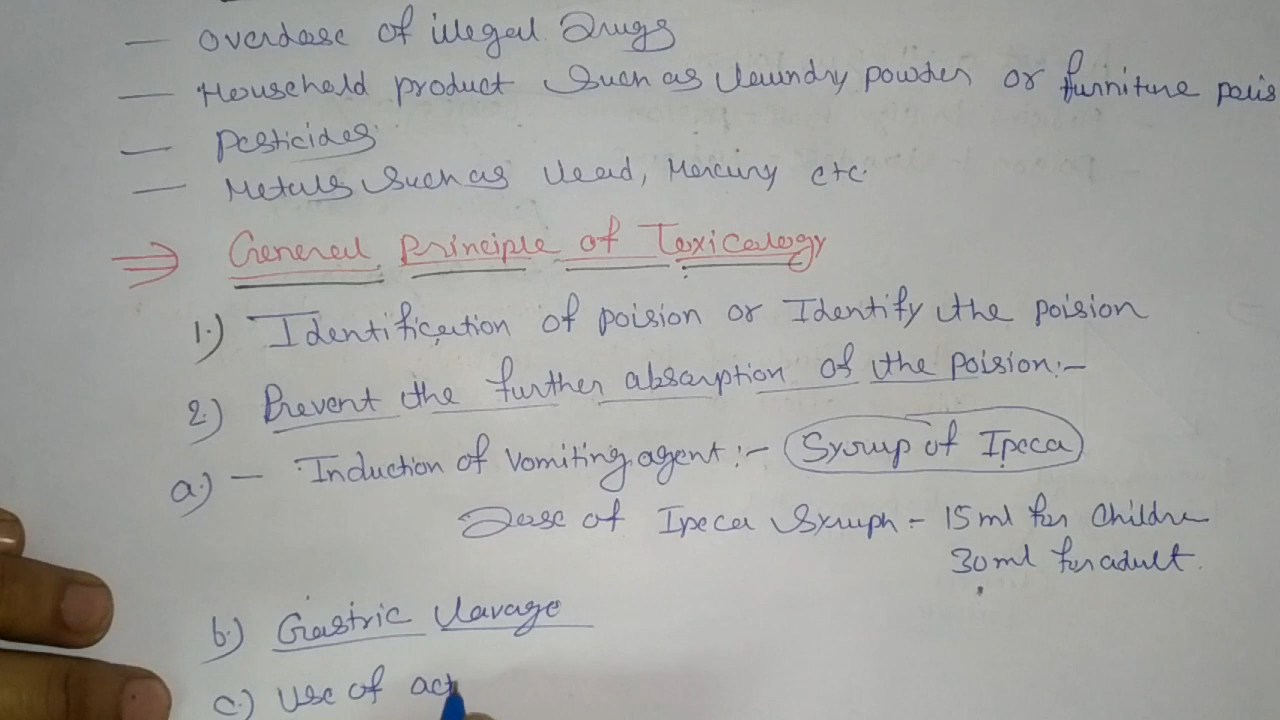 — overdose of illegal Drugs
— Household product Such as laundry powder or furniture polis
— Pesticides
— Metals Such as lead, Mercury etc.
⇒ General Principle of Toxicology
1.) Identification of poision or Identify the poision
2.) Prevent the further absorption of the poision:-
a.) — Induction of vomiting agent:- Syrup of Ipeca
Dose of Ipeca Syruph - 15 ml for Childre
30 ml for adult.
b.) Gastric lavage
c.) Use of act